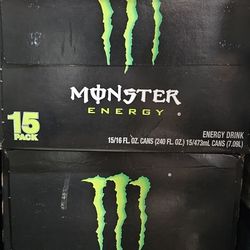 MONSTER
ENERGY
15
PACK
ENERGY DRINK
15/16 FL. OZ. CANS (240 FL. OZ.) 15/473mL CANS (7.09L)